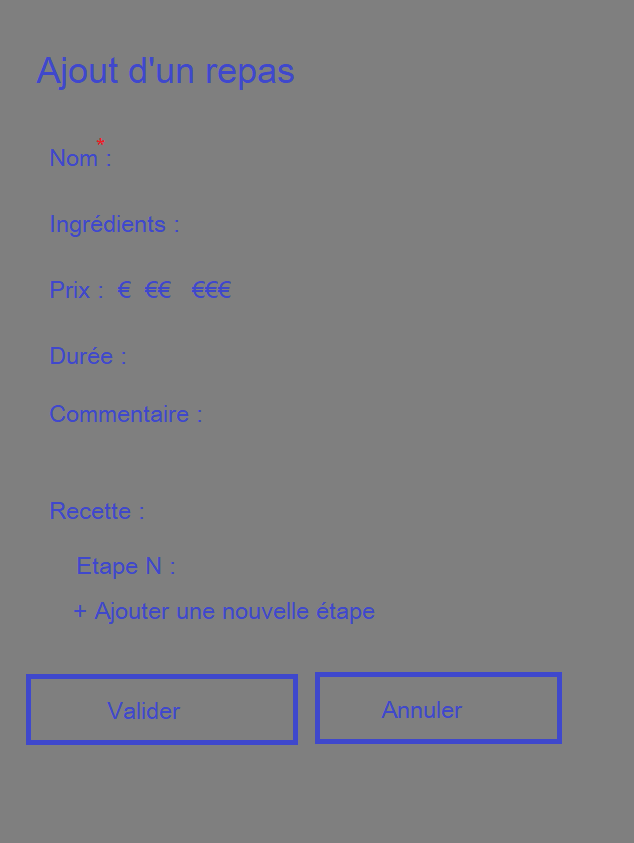 Ajout d'un repas
Nom* :
Ingrédients :
Prix : € €€ €€€
Durée :
Commentaire :
Recette :
Etape N :
+ Ajouter une nouvelle étape
Valider
Annuler